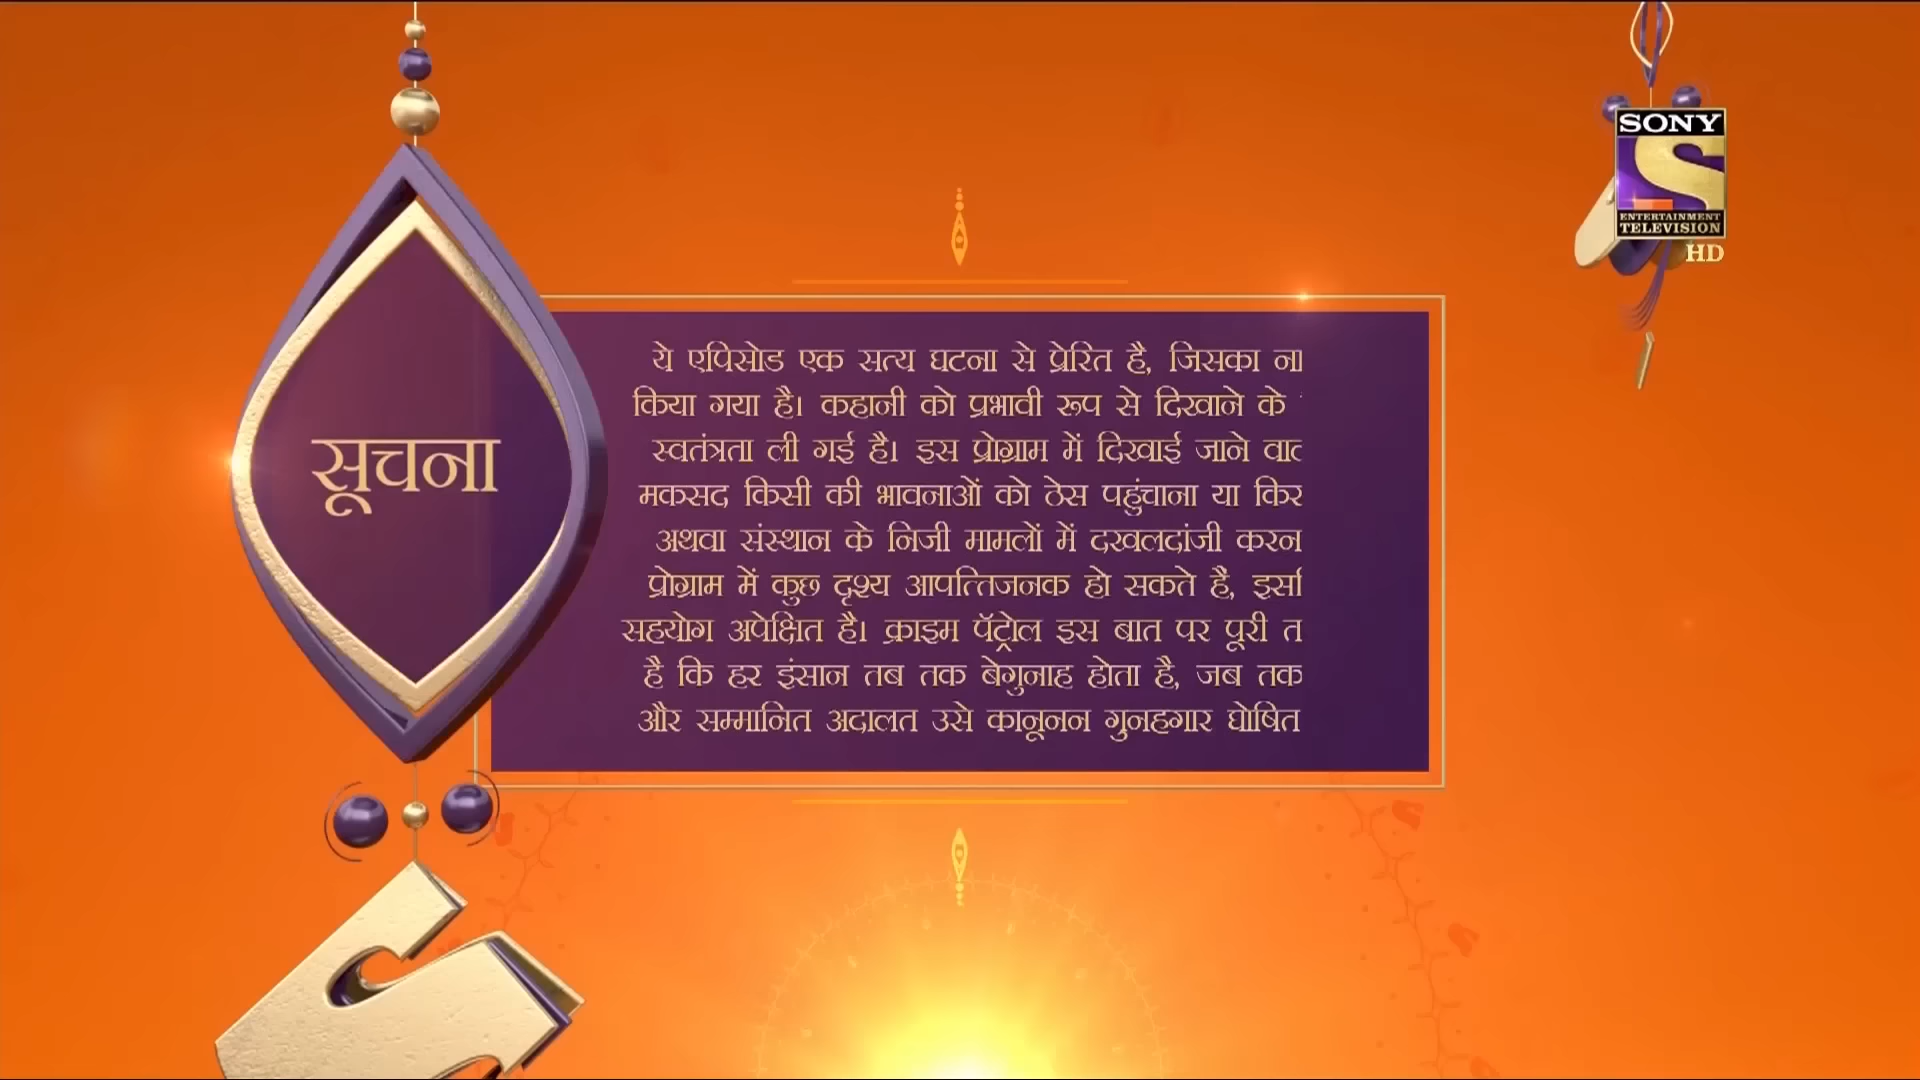 सूचना
ये एपिसोड एक सत्य घटना से प्रेरित है, जिसका ना
किया गया है। कहानी को प्रभावी रूप से दिखाने के
स्वतंत्रता ली गई है। इस प्रोग्राम में दिखाई जाने
मकसद किसी की भावनाओं को ठेस पहुंचाना या
अथवा संस्थान के निजी मामलों में दखलदांजी करन
प्रोग्राम में कुछ दृश्य आपत्तिजनक हो सकते हैं,
सहयोग अपेक्षित है। क्राइम पॅट्रोल इस बात पर पूरी त
है कि हर इंसान तब तक बेगुनाह होता है, जब तक
और सम्मानित अदालत उसे कानूनन गुनहगार घोषित
SONY
ENTERTAINMENT
TELEVISION
HD